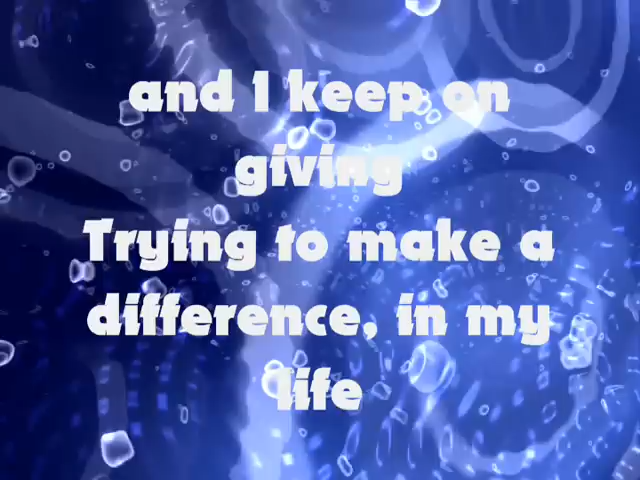 and I keep on
giving
Trying to make a
difference, in my
life